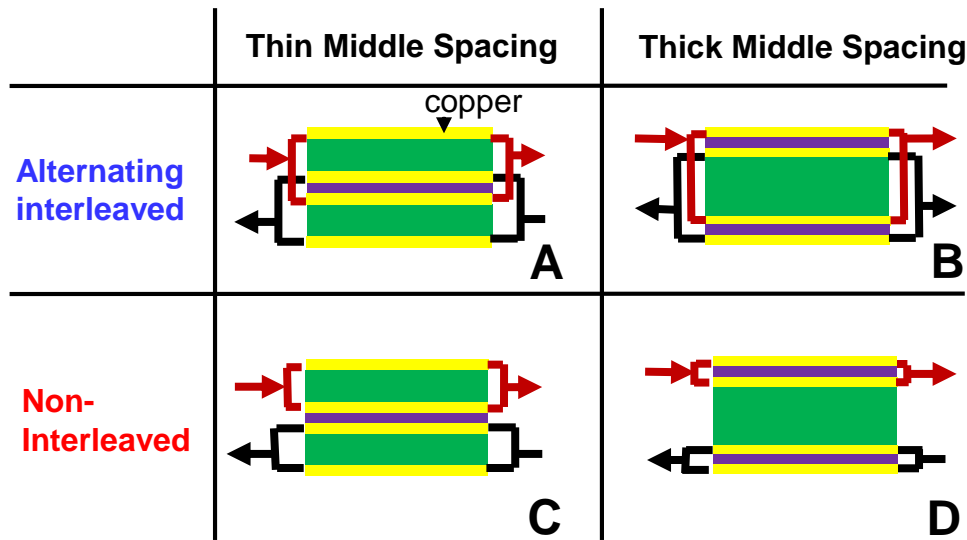 Thin Middle Spacing
Thick Middle Spacing
Alternating
interleaved
copper
A
B
Non-
Interleaved
C
D